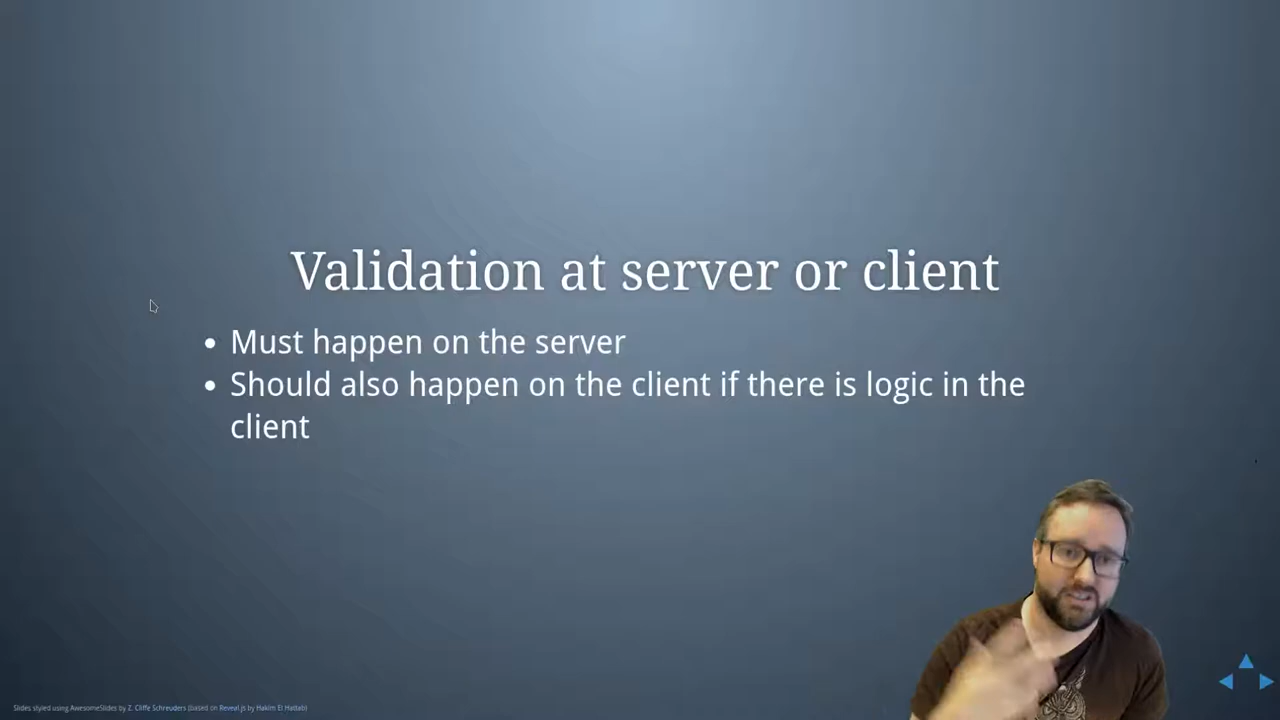 Validation at server or client
• Must happen on the server
• Should also happen on the client if there is logic in the
client
Slides styled using AwesomeSlides by Z. Cliffe Schreuders (based on Reveal.js by Hakim El Hattab)